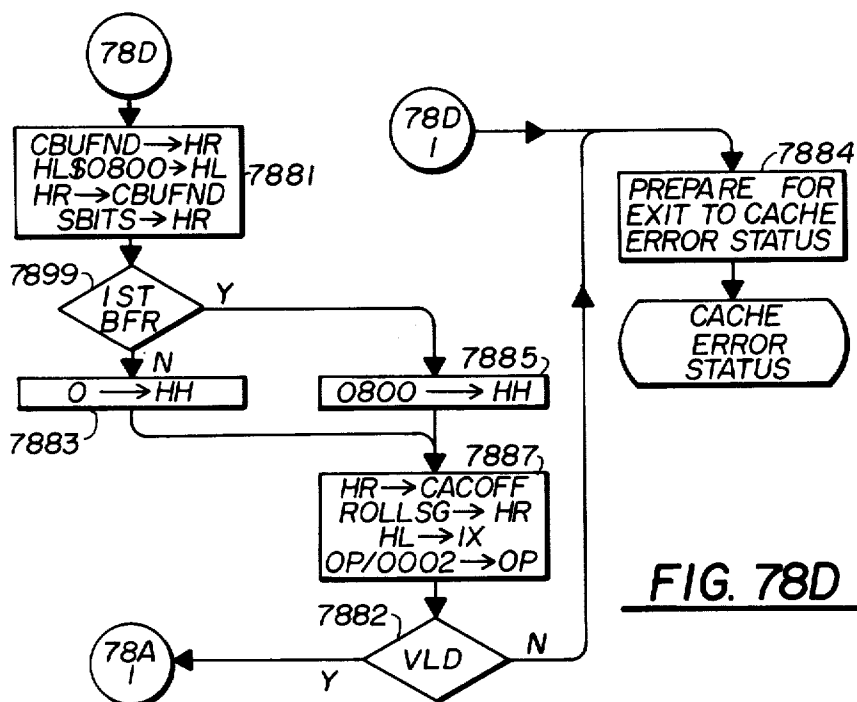 78D
CBUFND→HR
HL$0800→HL
HR→CBUFND
SBITS→HR
7881
7899
1ST
BFR
Y
N
0→HH
7883
7885
0800→HH
7887
HR→CACOFF
ROLLSG→HR
HL→IX
OP/0002→OP
7882
VLD
Y
N
78A
1
78D
1
7884
PREPARE FOR
EXIT TO CACHE
ERROR STATUS
CACHE
ERROR
STATUS
FIG. 78D